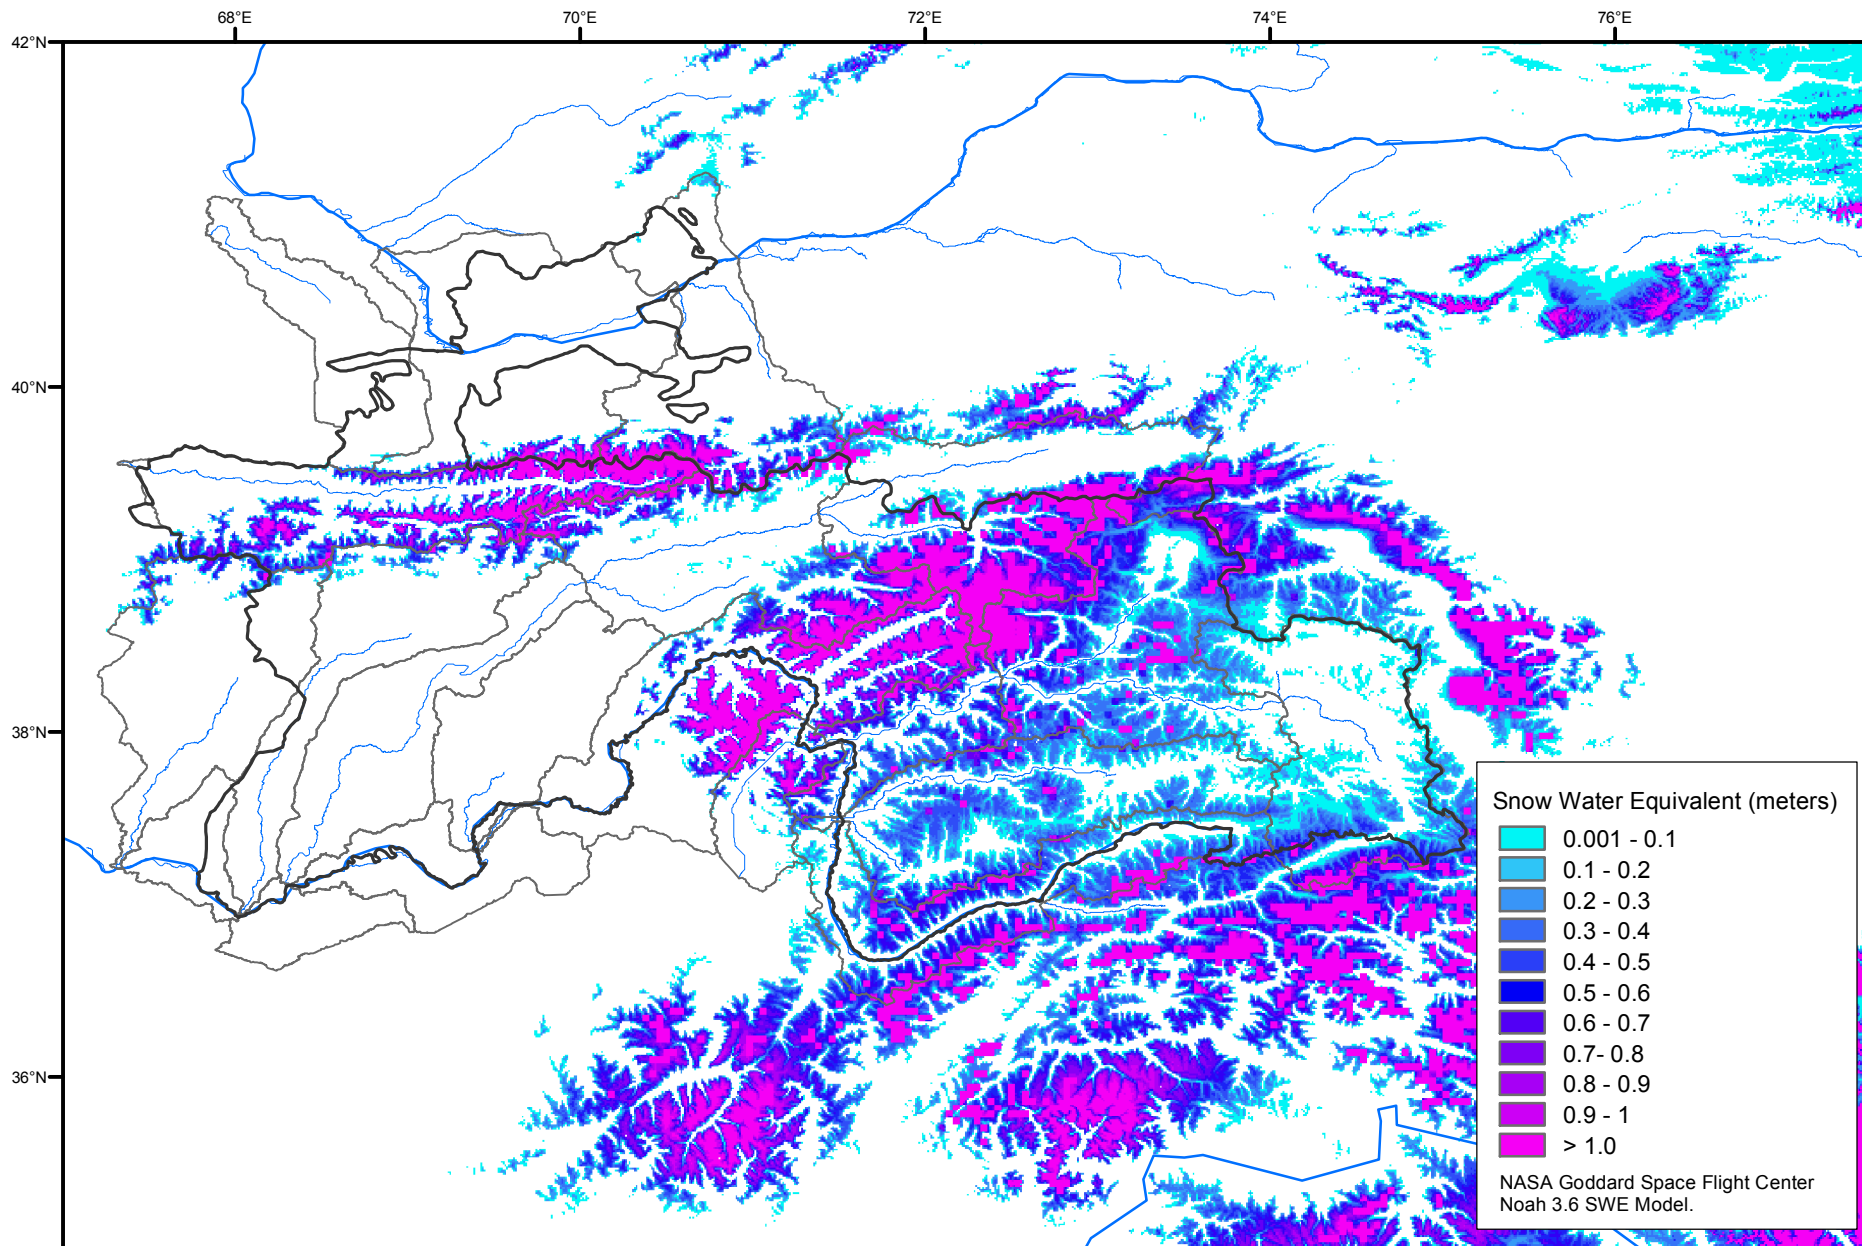 68°E
70°E
72°E
74°E
76°E
42°N
40°N
38°N
36°N
Snow Water Equivalent (meters)
0.001 - 0.1
0.1 - 0.2
0.2 - 0.3
0.3 - 0.4
0.4 - 0.5
0.5 - 0.6
0.6 - 0.7
0.7- 0.8
0.8 - 0.9
0.9 - 1
> 1.0
NASA Goddard Space Flight Center
Noah 3.6 SWE Model.